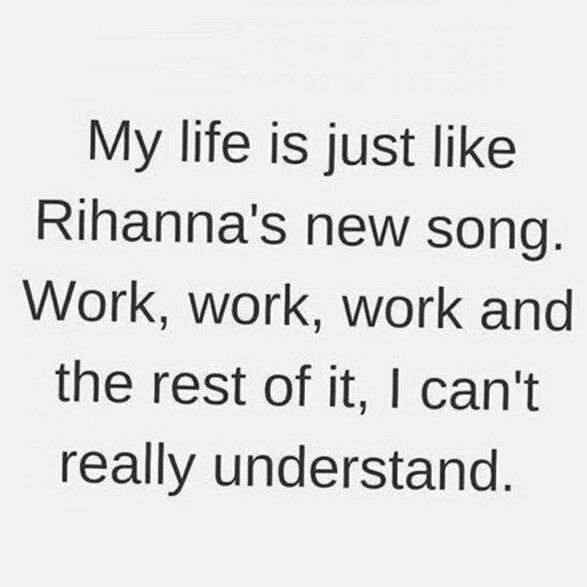 My life is just like
Rihanna's new song.
Work, work, work and
the rest of it, I can't
really understand.